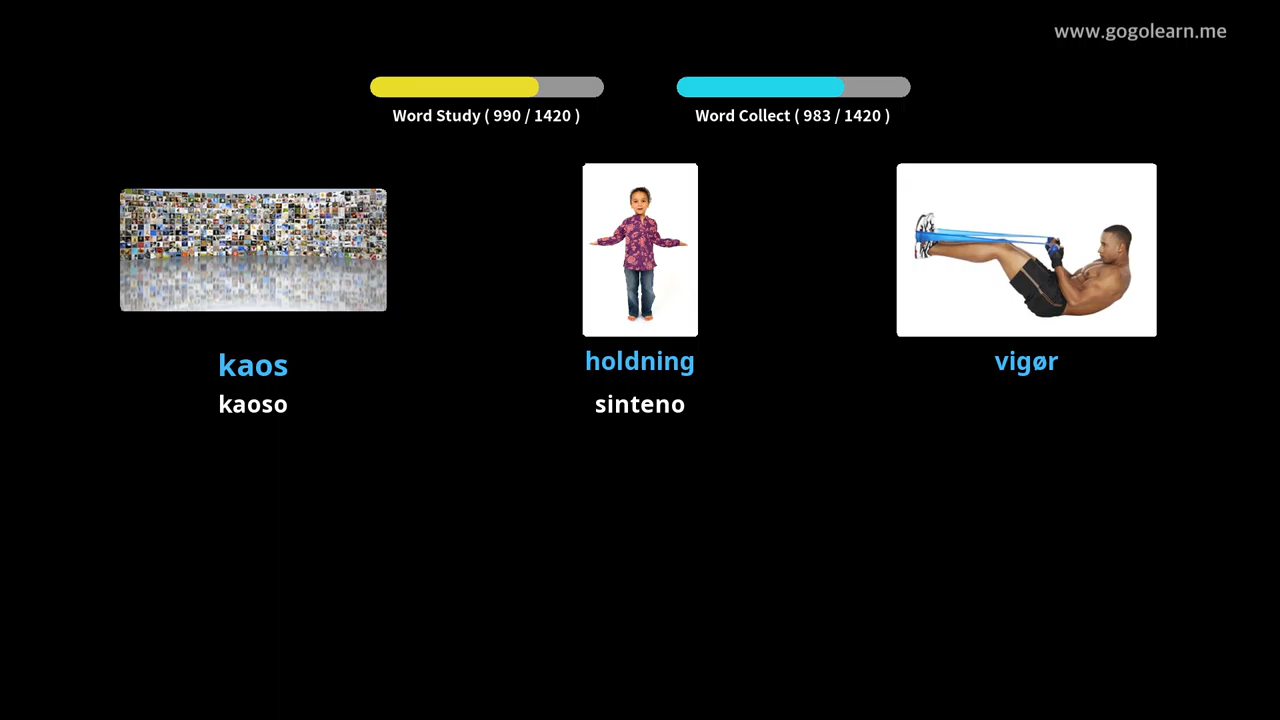 www.gogolearn.me
Word Study ( 990 / 1420 )
Word Collect ( 983 / 1420 )
kaos
kaoso
holdning
sinteno
vigør